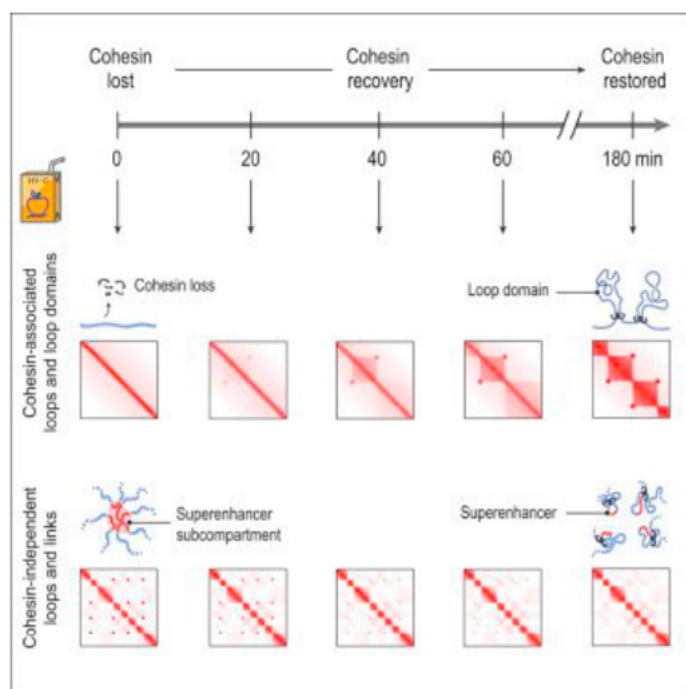 Cohesin
lost
Cohesin
recovery
Cohesin
restored
0
20
40
60
180 min
HI-C
Cohesin-associated
loops and loop domains
Cohesin loss
Loop domain
Cohesin-independent
loops and links
Superenhancer
subcompartment
Superenhancer